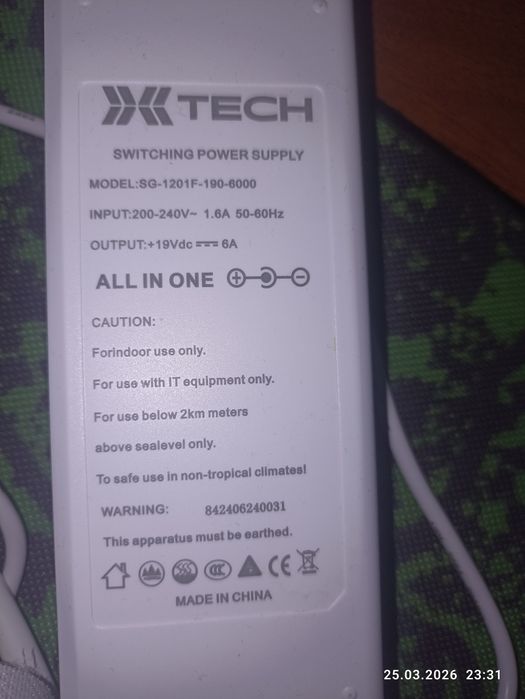 TECH
SWITCHING POWER SUPPLY
MODEL:SG-1201F-190-6000
INPUT:200-240V~ 1.6A 50-60Hz
OUTPUT:+19Vdc ⎓ 6A
ALL IN ONE
CAUTION:
Forindoor use only.
For use with IT equipment only.
For use below 2km meters
above sealevel only.
To safe use in non-tropical climates!
WARNING: 842406240031
This apparatus must be earthed.
CCC CE
MADE IN CHINA
25.03.2026 23:31